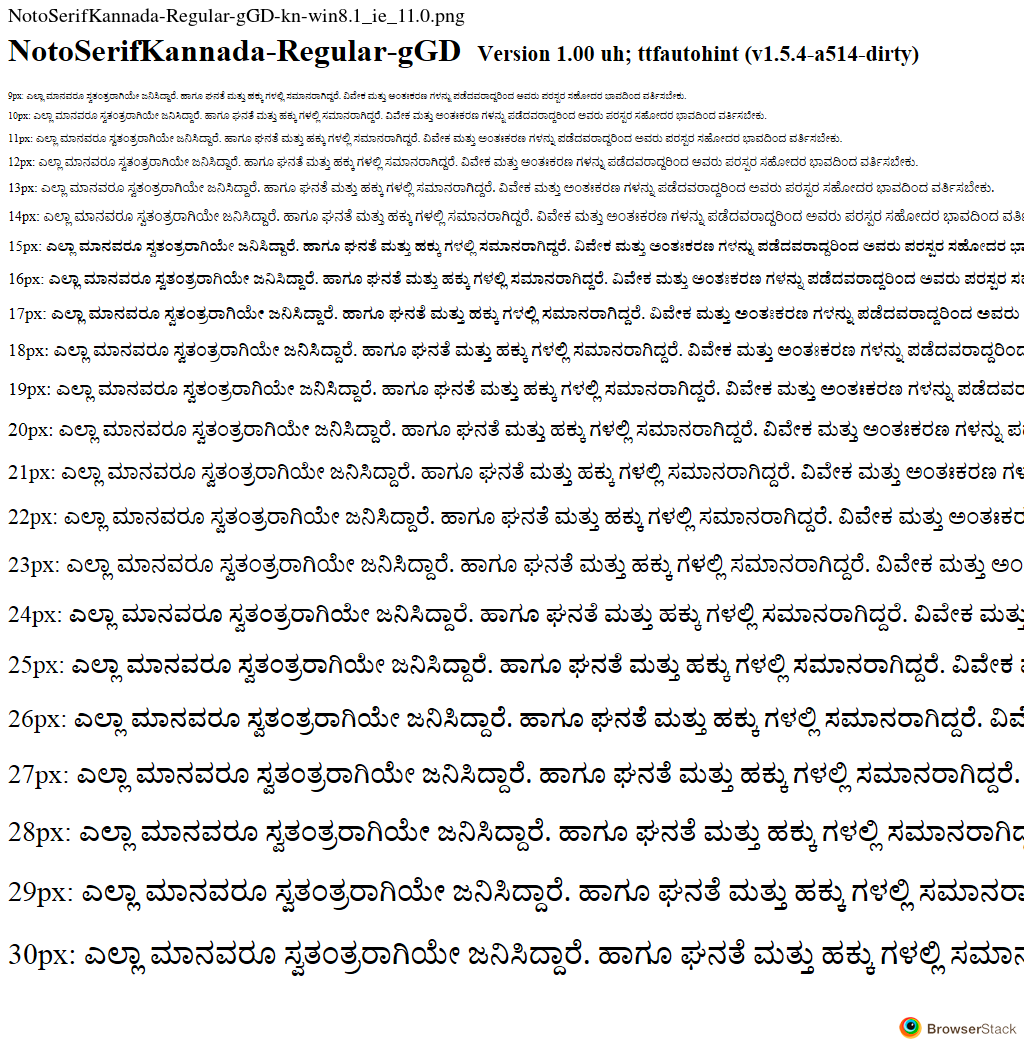 NotoSerifKannada-Regular-gGD-kn-win8.1_ie_11.0.png
NotoSerifKannada-Regular-gGD Version 1.00 uh; ttfautohint (v1.5.4-a514-dirty)
9px: ಎಲ್ಲಾ ಮಾನವರೂ ಸ್ವತಂತ್ರರಾಗಿಯೇ ಜನಿಸಿದ್ದಾರೆ. ಹಾಗೂ ಘನತೆ ಮತ್ತು ಹಕ್ಕು ಗಳಲ್ಲಿ ಸಮಾನರಾಗಿದ್ದರೆ. ವಿವೇಕ ಮತ್ತು ಅಂತಃಕರಣ ಗಳನ್ನು ಪಡೆದವರಾದ್ದರಿಂದ ಅವರು ಪರಸ್ಪರ ಸಹೋದರ ಭಾವದಿಂದ ವರ್ತಿಸಬೇಕು.
10px: ಎಲ್ಲಾ ಮಾನವರೂ ಸ್ವತಂತ್ರರಾಗಿಯೇ ಜನಿಸಿದ್ದಾರೆ. ಹಾಗೂ ಘನತೆ ಮತ್ತು ಹಕ್ಕು ಗಳಲ್ಲಿ ಸಮಾನರಾಗಿದ್ದರೆ. ವಿವೇಕ ಮತ್ತು ಅಂತಃಕರಣ ಗಳನ್ನು ಪಡೆದವರಾದ್ದರಿಂದ ಅವರು ಪರಸ್ಪರ ಸಹೋದರ ಭಾವದಿಂದ ವರ್ತಿಸಬೇಕು.
11px: ಎಲ್ಲಾ ಮಾನವರೂ ಸ್ವತಂತ್ರರಾಗಿಯೇ ಜನಿಸಿದ್ದಾರೆ. ಹಾಗೂ ಘನತೆ ಮತ್ತು ಹಕ್ಕು ಗಳಲ್ಲಿ ಸಮಾನರಾಗಿದ್ದರೆ. ವಿವೇಕ ಮತ್ತು ಅಂತಃಕರಣ ಗಳನ್ನು ಪಡೆದವರಾದ್ದರಿಂದ ಅವರು ಪರಸ್ಪರ ಸಹೋದರ ಭಾವದಿಂದ ವರ್ತಿಸಬೇಕು.
12px: ಎಲ್ಲಾ ಮಾನವರೂ ಸ್ವತಂತ್ರರಾಗಿಯೇ ಜನಿಸಿದ್ದಾರೆ. ಹಾಗೂ ಘನತೆ ಮತ್ತು ಹಕ್ಕು ಗಳಲ್ಲಿ ಸಮಾನರಾಗಿದ್ದರೆ. ವಿವೇಕ ಮತ್ತು ಅಂತಃಕರಣ ಗಳನ್ನು ಪಡೆದವರಾದ್ದರಿಂದ ಅವರು ಪರಸ್ಪರ ಸಹೋದರ ಭಾವದಿಂದ ವರ್ತಿಸಬೇಕು.
13px: ಎಲ್ಲಾ ಮಾನವರೂ ಸ್ವತಂತ್ರರಾಗಿಯೇ ಜನಿಸಿದ್ದಾರೆ. ಹಾಗೂ ಘನತೆ ಮತ್ತು ಹಕ್ಕು ಗಳಲ್ಲಿ ಸಮಾನರಾಗಿದ್ದರೆ. ವಿವೇಕ ಮತ್ತು ಅಂತಃಕರಣ ಗಳನ್ನು ಪಡೆದವರಾದ್ದರಿಂದ ಅವರು ಪರಸ್ಪರ ಸಹೋದರ ಭಾವದಿಂದ ವರ್ತಿಸಬೇಕು.
14px: ಎಲ್ಲಾ ಮಾನವರೂ ಸ್ವತಂತ್ರರಾಗಿಯೇ ಜನಿಸಿದ್ದಾರೆ. ಹಾಗೂ ಘನತೆ ಮತ್ತು ಹಕ್ಕು ಗಳಲ್ಲಿ ಸಮಾನರಾಗಿದ್ದರೆ. ವಿವೇಕ ಮತ್ತು ಅಂತಃಕರಣ ಗಳನ್ನು ಪಡೆದವರಾದ್ದರಿಂದ ಅವರು ಪರಸ್ಪರ ಸಹೋದರ ಭಾವದಿಂದ
15px: ಎಲ್ಲಾ ಮಾನವರೂ ಸ್ವತಂತ್ರರಾಗಿಯೇ ಜನಿಸಿದ್ದಾರೆ. ಹಾಗೂ ಘನತೆ ಮತ್ತು ಹಕ್ಕು ಗಳಲ್ಲಿ ಸಮಾನರಾಗಿದ್ದರೆ. ವಿವೇಕ ಮತ್ತು ಅಂತಃಕರಣ ಗಳನ್ನು ಪಡೆದವರಾದ್ದರಿಂದ ಅವರು ಪರಸ್ಪರ ಸಹೋದರ
16px: ಎಲ್ಲಾ ಮಾನವರೂ ಸ್ವತಂತ್ರರಾಗಿಯೇ ಜನಿಸಿದ್ದಾರೆ. ಹಾಗೂ ಘನತೆ ಮತ್ತು ಹಕ್ಕು ಗಳಲ್ಲಿ ಸಮಾನರಾಗಿದ್ದರೆ. ವಿವೇಕ ಮತ್ತು ಅಂತಃಕರಣ ಗಳನ್ನು ಪಡೆದವರಾದ್ದರಿಂದ ಅವರು ಪರಸ್ಪರ
17px: ಎಲ್ಲಾ ಮಾನವರೂ ಸ್ವತಂತ್ರರಾಗಿಯೇ ಜನಿಸಿದ್ದಾರೆ. ಹಾಗೂ ಘನತೆ ಮತ್ತು ಹಕ್ಕು ಗಳಲ್ಲಿ ಸಮಾನರಾಗಿದ್ದರೆ. ವಿವೇಕ ಮತ್ತು ಅಂತಃಕರಣ ಗಳನ್ನು ಪಡೆದವರಾದ್ದರಿಂದ ಅವರು
18px: ಎಲ್ಲಾ ಮಾನವರೂ ಸ್ವತಂತ್ರರಾಗಿಯೇ ಜನಿಸಿದ್ದಾರೆ. ಹಾಗೂ ಘನತೆ ಮತ್ತು ಹಕ್ಕು ಗಳಲ್ಲಿ ಸಮಾನರಾಗಿದ್ದರೆ. ವಿವೇಕ ಮತ್ತು ಅಂತಃಕರಣ ಗಳನ್ನು ಪಡೆದವರಾದ್ದರಿಂದ
19px: ಎಲ್ಲಾ ಮಾನವರೂ ಸ್ವತಂತ್ರರಾಗಿಯೇ ಜನಿಸಿದ್ದಾರೆ. ಹಾಗೂ ಘನತೆ ಮತ್ತು ಹಕ್ಕು ಗಳಲ್ಲಿ ಸಮಾನರಾಗಿದ್ದರೆ. ವಿವೇಕ ಮತ್ತು ಅಂತಃಕರಣ ಗಳನ್ನು ಪಡೆದವರ
20px: ಎಲ್ಲಾ ಮಾನವರೂ ಸ್ವತಂತ್ರರಾಗಿಯೇ ಜನಿಸಿದ್ದಾರೆ. ಹಾಗೂ ಘನತೆ ಮತ್ತು ಹಕ್ಕು ಗಳಲ್ಲಿ ಸಮಾನರಾಗಿದ್ದರೆ. ವಿವೇಕ ಮತ್ತು ಅಂತಃಕರಣ ಗಳನ್ನು
21px: ಎಲ್ಲಾ ಮಾನವರೂ ಸ್ವತಂತ್ರರಾಗಿಯೇ ಜನಿಸಿದ್ದಾರೆ. ಹಾಗೂ ಘನತೆ ಮತ್ತು ಹಕ್ಕು ಗಳಲ್ಲಿ ಸಮಾನರಾಗಿದ್ದರೆ. ವಿವೇಕ ಮತ್ತು ಅಂತಃಕರಣ ಗಳ
22px: ಎಲ್ಲಾ ಮಾನವರೂ ಸ್ವತಂತ್ರರಾಗಿಯೇ ಜನಿಸಿದ್ದಾರೆ. ಹಾಗೂ ಘನತೆ ಮತ್ತು ಹಕ್ಕು ಗಳಲ್ಲಿ ಸಮಾನರಾಗಿದ್ದರೆ. ವಿವೇಕ ಮತ್ತು ಅಂತಃಕರ
23px: ಎಲ್ಲಾ ಮಾನವರೂ ಸ್ವತಂತ್ರರಾಗಿಯೇ ಜನಿಸಿದ್ದಾರೆ. ಹಾಗೂ ಘನತೆ ಮತ್ತು ಹಕ್ಕು ಗಳಲ್ಲಿ ಸಮಾನರಾಗಿದ್ದರೆ. ವಿವೇಕ ಮತ್ತು ಅಂ
24px: ಎಲ್ಲಾ ಮಾನವರೂ ಸ್ವತಂತ್ರರಾಗಿಯೇ ಜನಿಸಿದ್ದಾರೆ. ಹಾಗೂ ಘನತೆ ಮತ್ತು ಹಕ್ಕು ಗಳಲ್ಲಿ ಸಮಾನರಾಗಿದ್ದರೆ. ವಿವೇಕ ಮತ್ತು
25px: ಎಲ್ಲಾ ಮಾನವರೂ ಸ್ವತಂತ್ರರಾಗಿಯೇ ಜನಿಸಿದ್ದಾರೆ. ಹಾಗೂ ಘನತೆ ಮತ್ತು ಹಕ್ಕು ಗಳಲ್ಲಿ ಸಮಾನರಾಗಿದ್ದರೆ. ವಿವೇಕ
26px: ಎಲ್ಲಾ ಮಾನವರೂ ಸ್ವತಂತ್ರರಾಗಿಯೇ ಜನಿಸಿದ್ದಾರೆ. ಹಾಗೂ ಘನತೆ ಮತ್ತು ಹಕ್ಕು ಗಳಲ್ಲಿ ಸಮಾನರಾಗಿದ್ದರೆ. ವಿವೆ
27px: ಎಲ್ಲಾ ಮಾನವರೂ ಸ್ವತಂತ್ರರಾಗಿಯೇ ಜನಿಸಿದ್ದಾರೆ. ಹಾಗೂ ಘನತೆ ಮತ್ತು ಹಕ್ಕು ಗಳಲ್ಲಿ ಸಮಾನರಾಗಿದ್ದರೆ.
28px: ಎಲ್ಲಾ ಮಾನವರೂ ಸ್ವತಂತ್ರರಾಗಿಯೇ ಜನಿಸಿದ್ದಾರೆ. ಹಾಗೂ ಘನತೆ ಮತ್ತು ಹಕ್ಕು ಗಳಲ್ಲಿ ಸಮಾನರಾಗಿದ್ದ
29px: ಎಲ್ಲಾ ಮಾನವರೂ ಸ್ವತಂತ್ರರಾಗಿಯೇ ಜನಿಸಿದ್ದಾರೆ. ಹಾಗೂ ಘನತೆ ಮತ್ತು ಹಕ್ಕು ಗಳಲ್ಲಿ ಸಮಾನರಾ
30px: ಎಲ್ಲಾ ಮಾನವರೂ ಸ್ವತಂತ್ರರಾಗಿಯೇ ಜನಿಸಿದ್ದಾರೆ. ಹಾಗೂ ಘನತೆ ಮತ್ತು ಹಕ್ಕು ಗಳಲ್ಲಿ ಸಮಾನ
BrowserStack